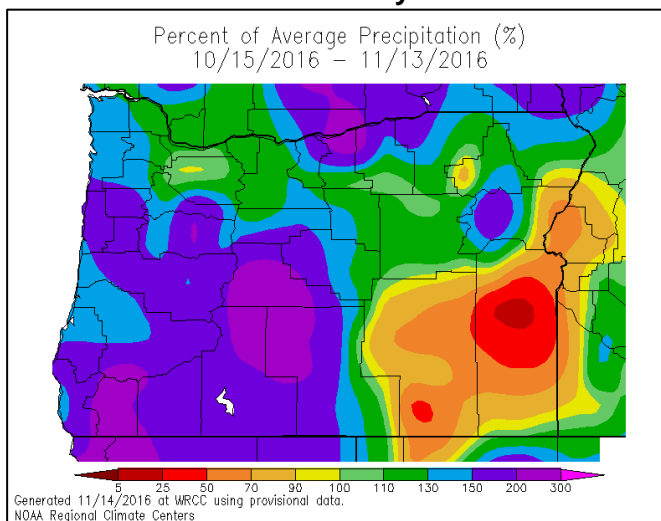 Percent of Average Precipitation (%)
10/15/2016 – 11/13/2016
5 25 50 70 90 100 110 130 150 200 300
Generated 11/14/2016 at WRCC using provisional data.
NOAA Regional Climate Centers